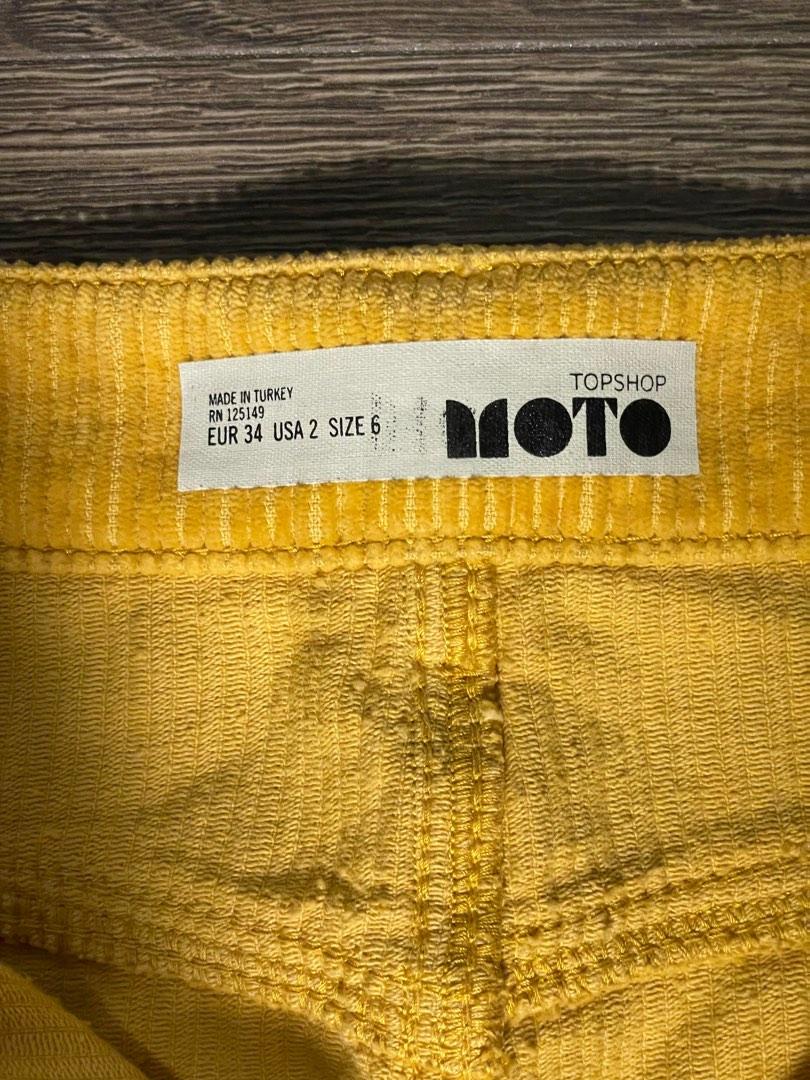 MADE IN TURKEY
RN 125149
EUR 34 USA 2 SIZE 6
TOPSHOP
MOTO